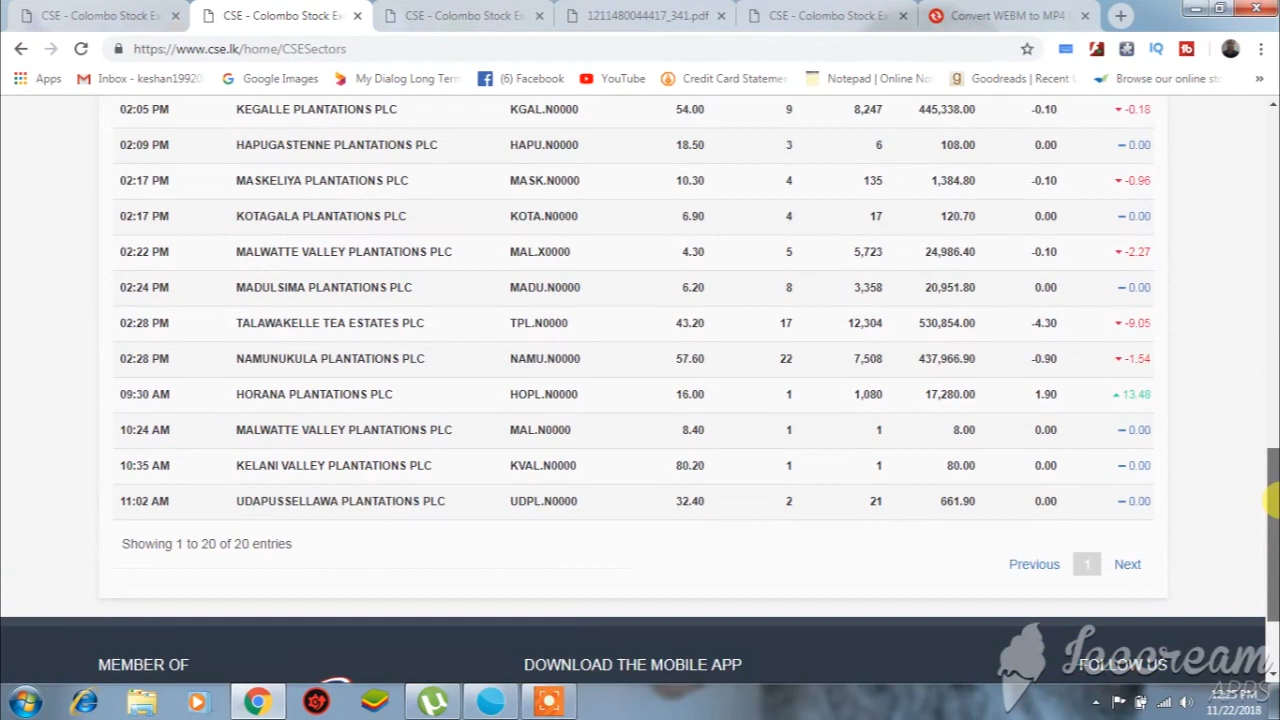 CSE - Colombo Stock Ex
CSE - Colombo Stock Ex
CSE - Colombo Stock Ex
1211480044417_341.pdf
CSE - Colombo Stock Ex
Convert WEBM to MP4 (
https://www.cse.lk/home/CSESectors
IQ
Apps
Inbox - keshan19920
Google Images
My Dialog Long Term
(6) Facebook
YouTube
Credit Card Statemen
Notepad | Online No
Goodreads | Recent U
Browse our online sto
02:05 PM KEGALLE PLANTATIONS PLC KGAL.N0000 54.00 9 8,247 445,338.00 -0.10 -0.18
02:09 PM HAPUGASTENNE PLANTATIONS PLC HAPU.N0000 18.50 3 6 108.00 0.00 0.00
02:17 PM MASKELIYA PLANTATIONS PLC MASK.N0000 10.30 4 135 1,384.80 -0.10 -0.96
02:17 PM KOTAGALA PLANTATIONS PLC KOTA.N0000 6.90 4 17 120.70 0.00 0.00
02:22 PM MALWATTE VALLEY PLANTATIONS PLC MAL.X0000 4.30 5 5,723 24,986.40 -0.10 -2.27
02:24 PM MADULSIMA PLANTATIONS PLC MADU.N0000 6.20 8 3,358 20,951.80 0.00 0.00
02:28 PM TALAWAKELLE TEA ESTATES PLC TPL.N0000 43.20 17 12,304 530,854.00 -4.30 -9.05
02:28 PM NAMUNUKULA PLANTATIONS PLC NAMU.N0000 57.60 22 7,508 437,966.90 -0.90 -1.54
09:30 AM HORANA PLANTATIONS PLC HOPL.N0000 16.00 1 1,080 17,280.00 1.90 13.48
10:24 AM MALWATTE VALLEY PLANTATIONS PLC MAL.N0000 8.40 1 1 8.00 0.00 0.00
10:35 AM KELANI VALLEY PLANTATIONS PLC KVAL.N0000 80.20 1 1 80.00 0.00 0.00
11:02 AM UDAPUSSELLAWA PLANTATIONS PLC UDPL.N0000 32.40 2 21 661.90 0.00 0.00
Showing 1 to 20 of 20 entries
Previous 1 Next
MEMBER OF
DOWNLOAD THE MOBILE APP
FOLLOW US
Icecream
APPS
12:25 PM
11/22/2018